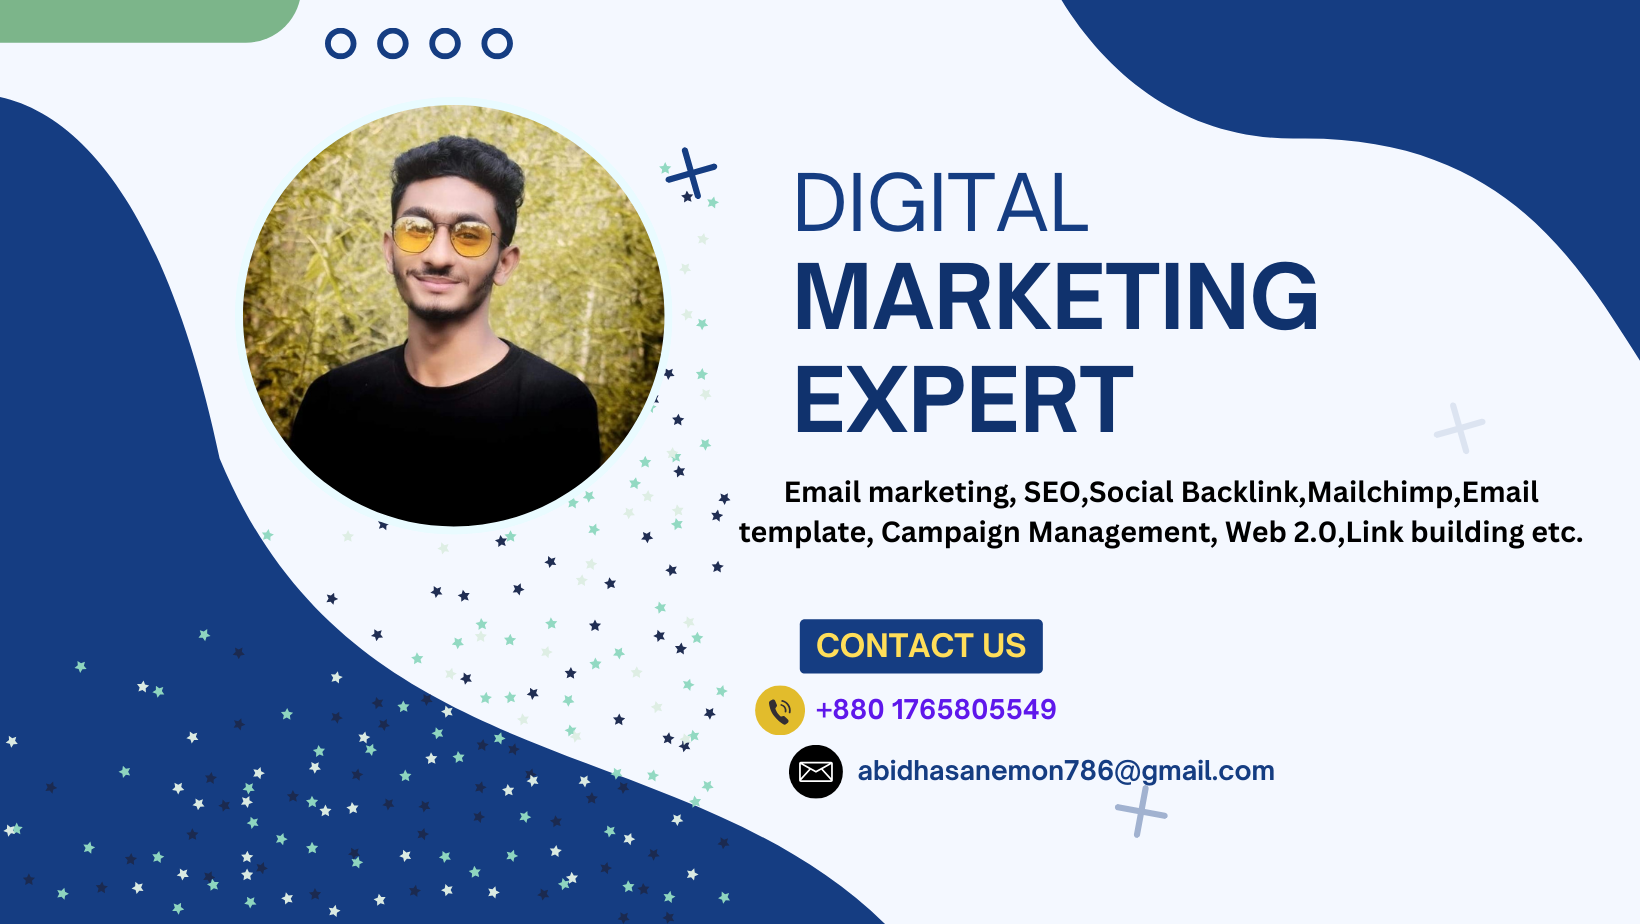 DIGITAL
MARKETING
EXPERT
Email marketing, SEO,Social Backlink,Mailchimp,Email
template, Campaign Management, Web 2.0,Link building etc.
CONTACT US
+880 1765805549
abidhasanemon786@gmail.com